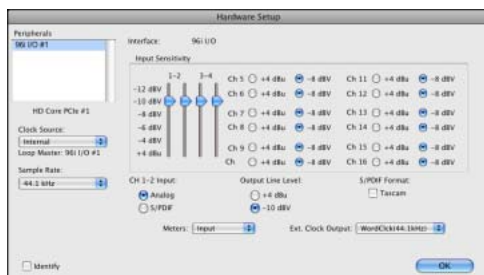 Hardware Setup
Peripherals
96i I/O #1
HD Core PCIe #1
Clock Source:
Internal
Loop Master: 96i I/O #1
Sample Rate:
44.1 kHz
Identify
Interface: 96i I/O
Input Sensitivity
1-2 3-4
-12 dBV
-10 dBV
-8 dBV
-6 dBV
-4 dBV
+4 dBu
Ch 5 +4 dBu -8 dBV Ch 11 +4 dBu -8 dBV
Ch 6 +4 dBu -8 dBV Ch 12 +4 dBu -8 dBV
Ch 7 +4 dBu -8 dBV Ch 13 +4 dBu -8 dBV
Ch 8 +4 dBu -8 dBV Ch 14 +4 dBu -8 dBV
Ch 9 +4 dBu -8 dBV Ch 15 +4 dBu -8 dBV
Ch +4 dBu -8 dBV Ch 16 +4 dBu -8 dBV
CH 1-2 Input: Output Line Level: S/PDIF Format:
Analog +4 dBu Tascam
S/PDIF -10 dBV
Meters: Input Ext. Clock Output: WordClck(44.1kHz)
OK